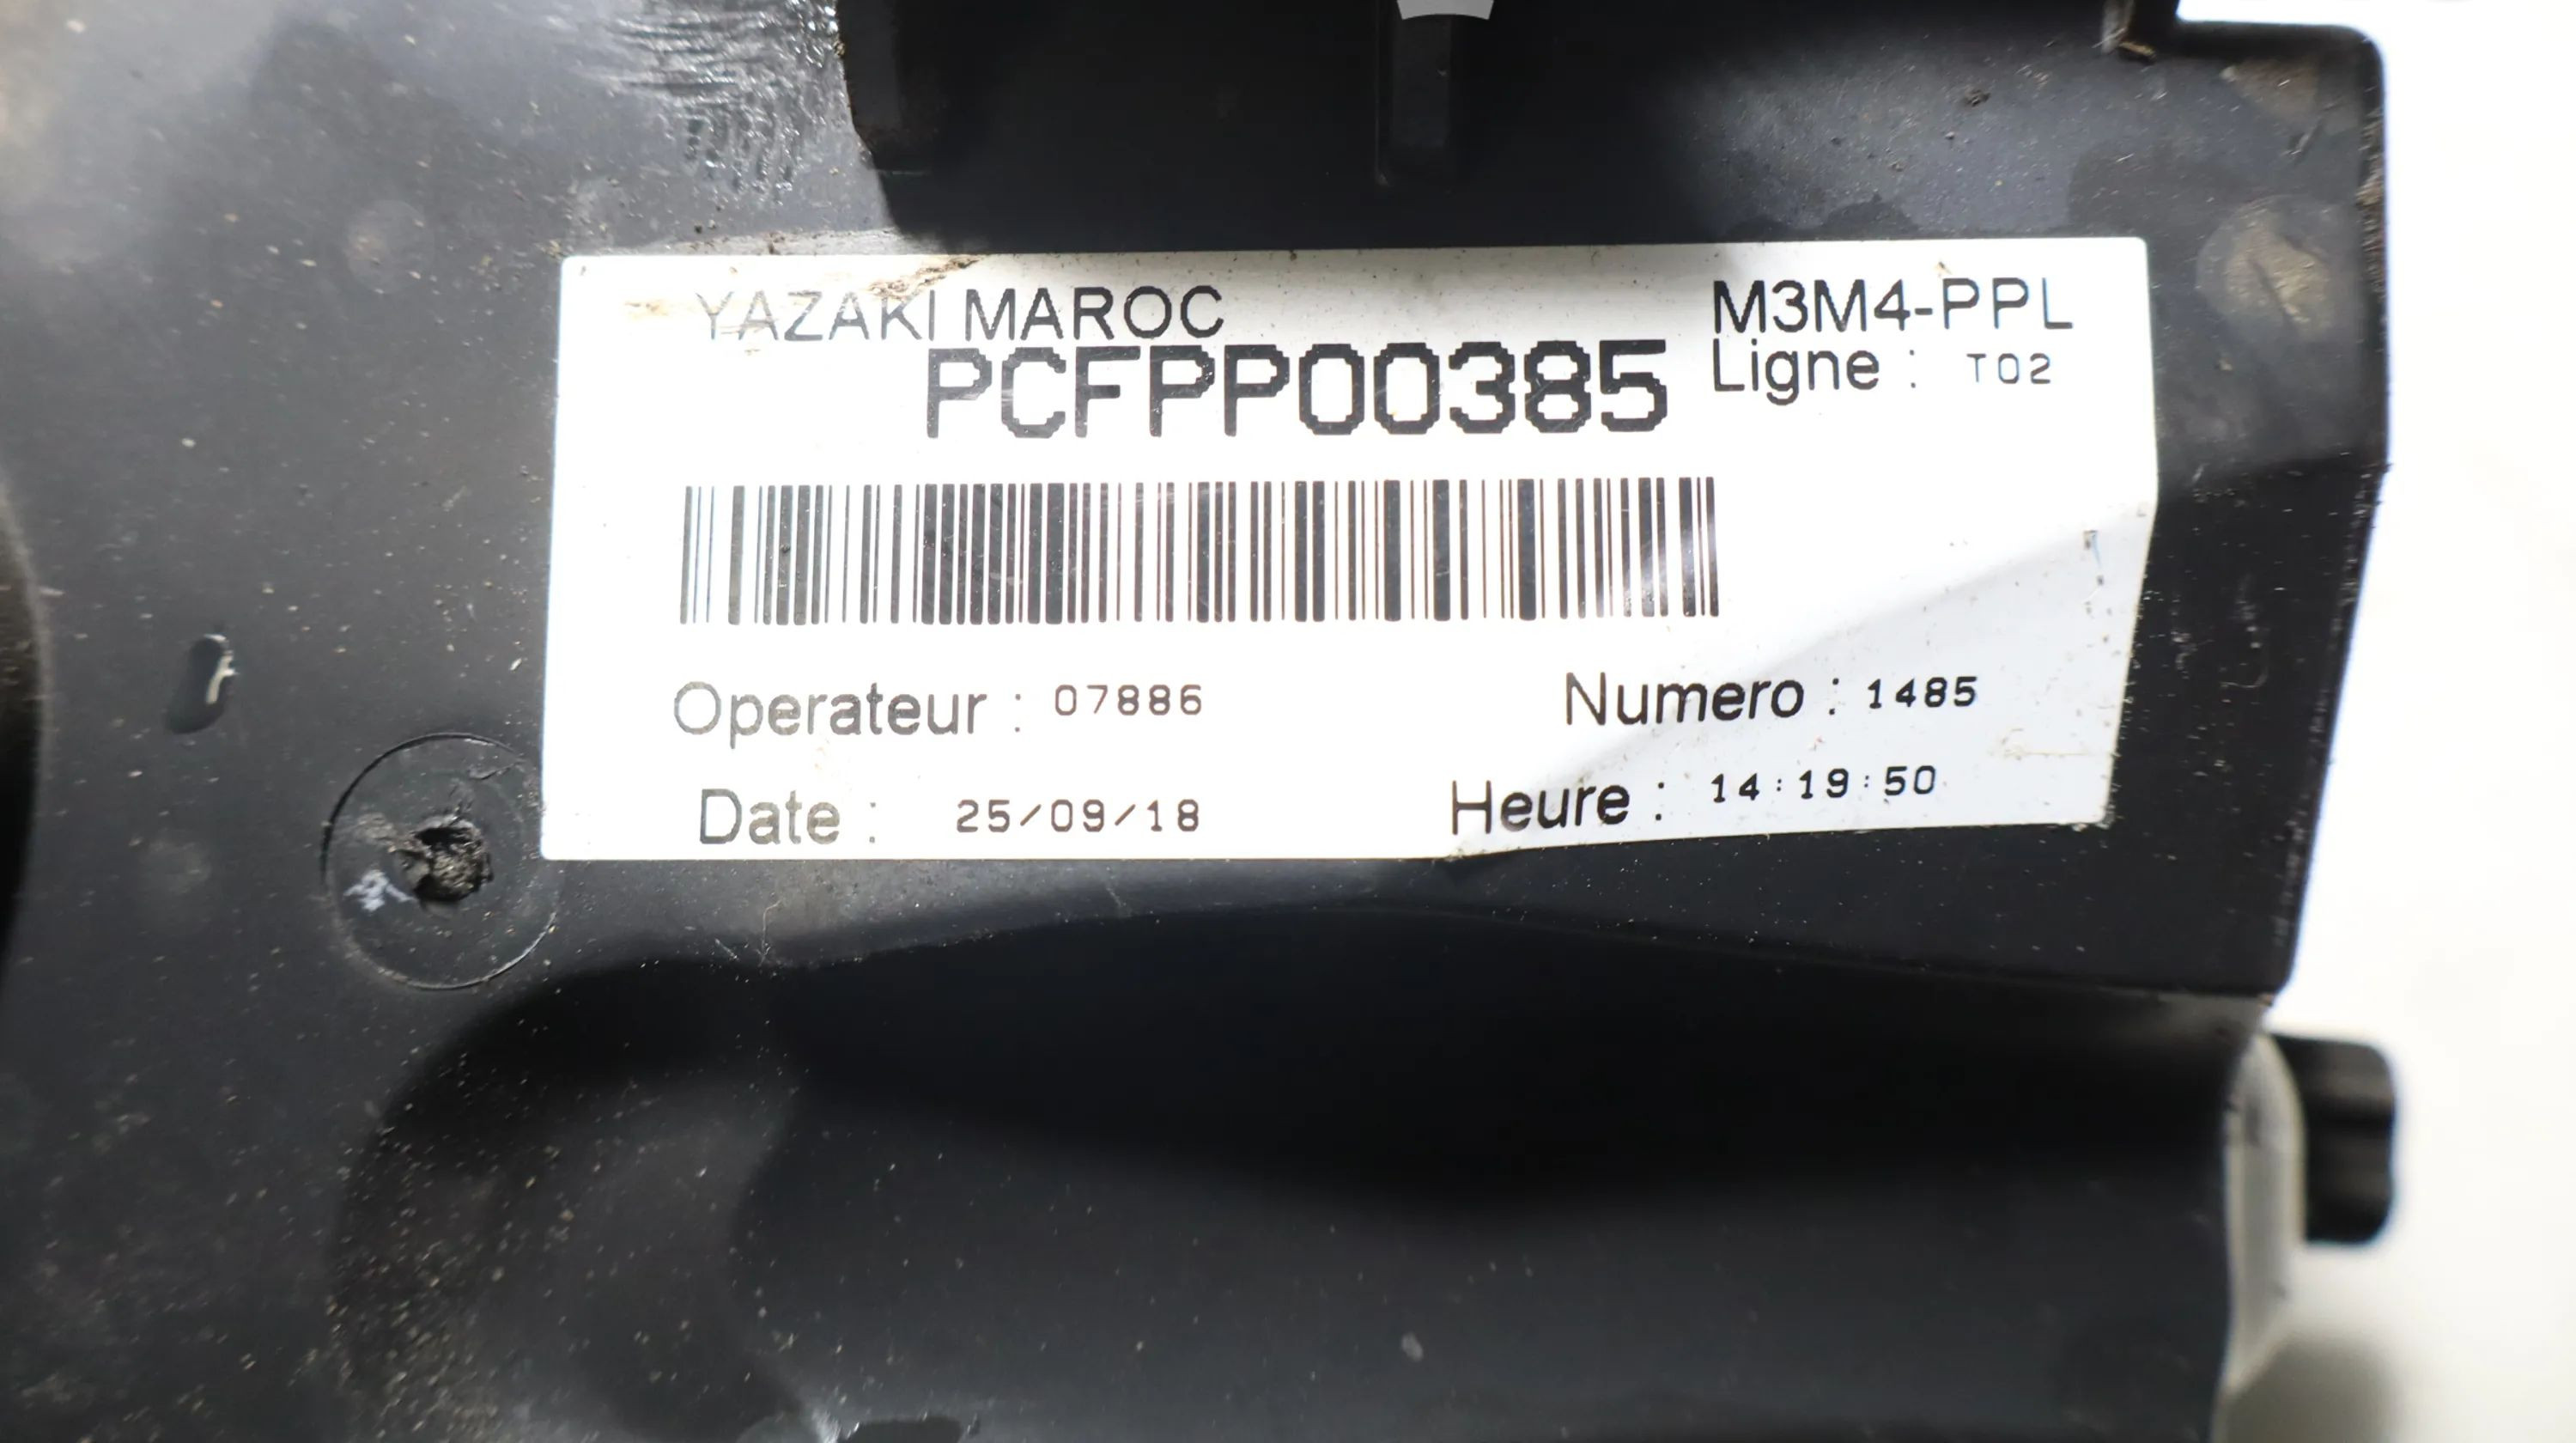 YAZAKI MAROC M3M4-PPL
PCFPP00385 Ligne : T02
Operateur : 07886 Numero : 1485
Date : 25/09/18 Heure : 14:19:50